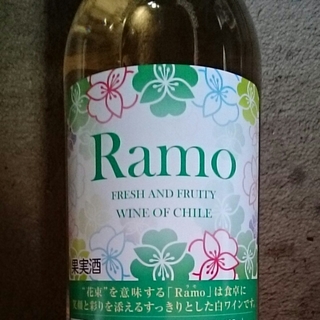 Ramo
FRESH AND FRUITY
WINE OF CHILE
果実酒
"花束"を意味する「Ramo」は食卓に
笑顔と彩りを添えるすっきりとした白ワインです。